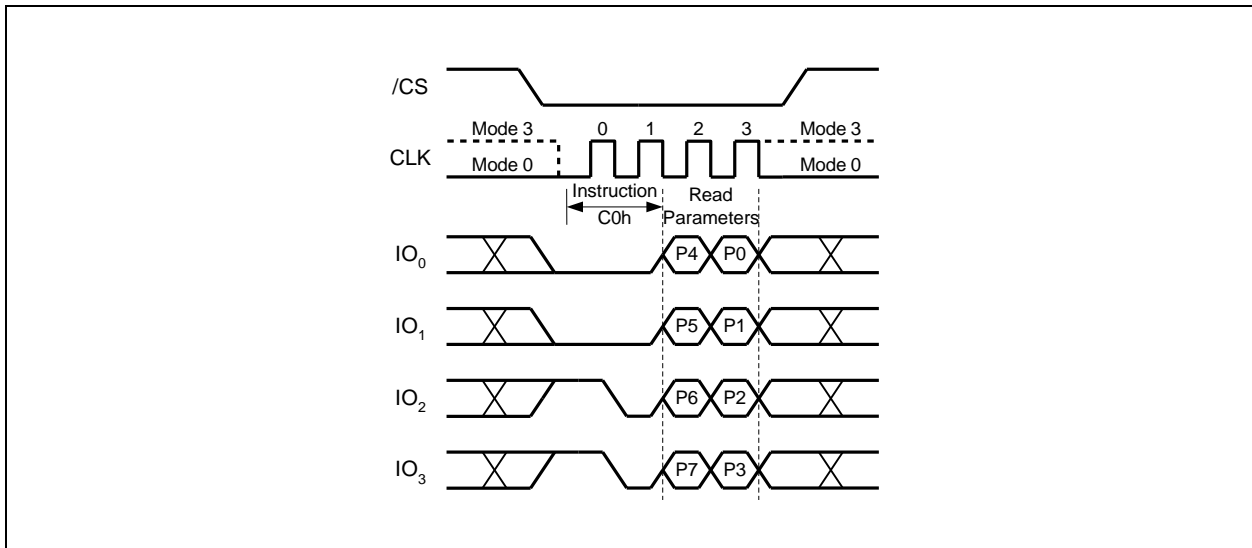 /CS
Mode 3 0 1 2 3 Mode 3
CLK
Mode 0 Mode 0
Instruction Read
C0h Parameters
IO0 P4 P0
IO1 P5 P1
IO2 P6 P2
IO3 P7 P3